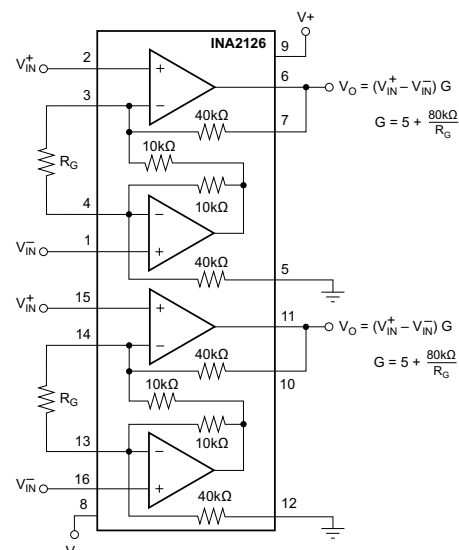 V+
INA2126
9
V+IN
2
6
VO = (V+IN – V–IN) G
3
7
40kΩ
G = 5 + 80kΩ/RG
10kΩ
RG
10kΩ
4
V–IN
1
40kΩ
5
V+IN
15
11
VO = (V+IN – V–IN) G
14
40kΩ
10
G = 5 + 80kΩ/RG
10kΩ
RG
10kΩ
13
V–IN
16
40kΩ
12
8